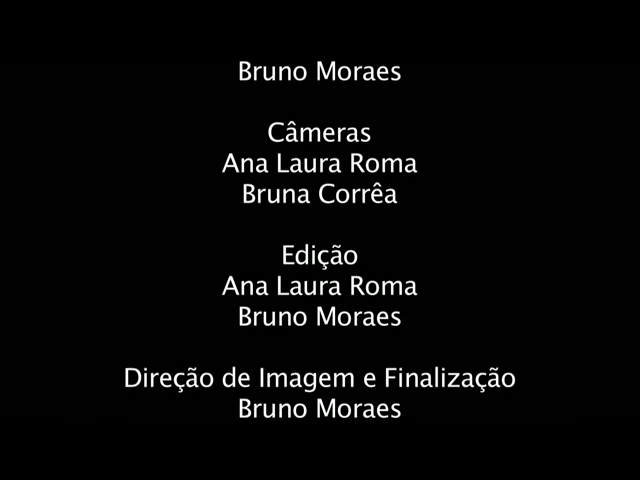 Bruno Moraes
Câmeras
Ana Laura Roma
Bruna Corrêa
Edição
Ana Laura Roma
Bruno Moraes
Direção de Imagem e Finalização
Bruno Moraes